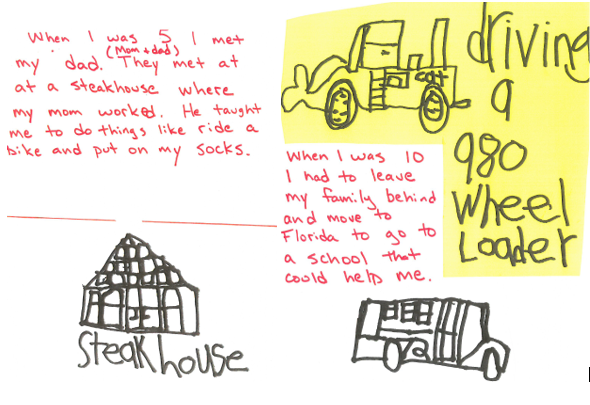 When I was 5 I met
(Mom + dad)
my dad. They met at
at a steakhouse where
my mom worked. He taught
me to do things like ride a
bike and put on my socks.
Steakhouse
driving
a
980
Wheel
Loader
cat
When I was 10
I had to leave
my family behind
and move to
Florida to go to
a school that
could help me.